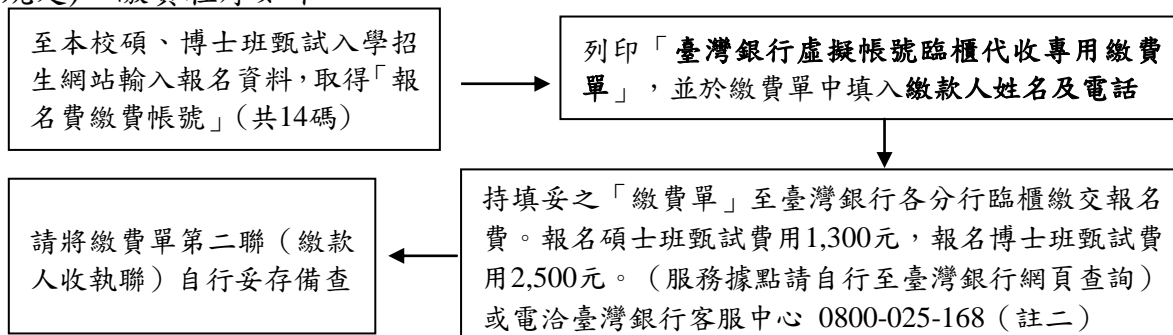 至本校碩、博士班甄試入學招
生網站輸入報名資料,取得「報
名費繳費帳號」(共14碼)
列印「臺灣銀行虛擬帳號臨櫃代收專用繳費
單」,並於繳費單中填入繳款人姓名及電話
持填妥之「繳費單」至臺灣銀行各分行臨櫃繳交報名
費。報名碩士班甄試費用1,300元,報名博士班甄試費
用2,500元。(服務據點請自行至臺灣銀行網頁查詢)
或電洽臺灣銀行客服中心 0800-025-168(註二)
請將繳費單第二聯(繳款
人收執聯)自行妥存備查